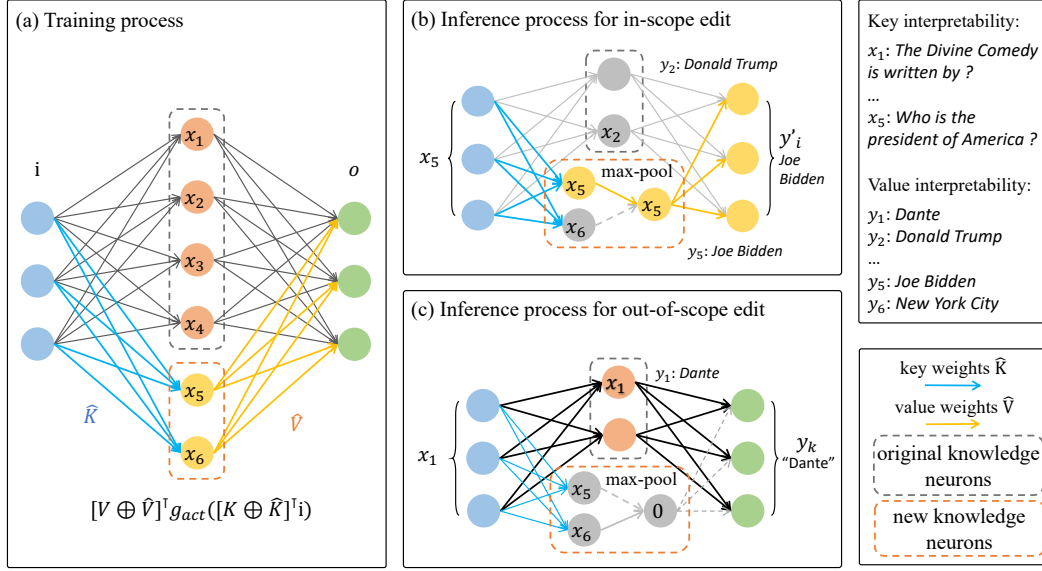 (a) Training process
i
o
x₁
x₂
x₃
x₄
x₅
x₆
K̂
V̂
[V ⊕ V̂]ᵀg_act([K ⊕ K̂]ᵀi)
(b) Inference process for in-scope edit
y₂: Donald Trump
x₂
x₅
max-pool
x₅
x₅
x₆
y'ᵢ
Joe
Bidden
y₅: Joe Bidden
(c) Inference process for out-of-scope edit
x₁
y₁: Dante
x₁
max-pool
x₅
0
x₆
yₖ
“Dante”
Key interpretability:
x₁: The Divine Comedy
is written by ?
...
x₅: Who is the
president of America ?
Value interpretability:
y₁: Dante
y₂: Donald Trump
...
y₅: Joe Bidden
y₆: New York City
key weights K̂
value weights V̂
original knowledge
neurons
new knowledge
neurons